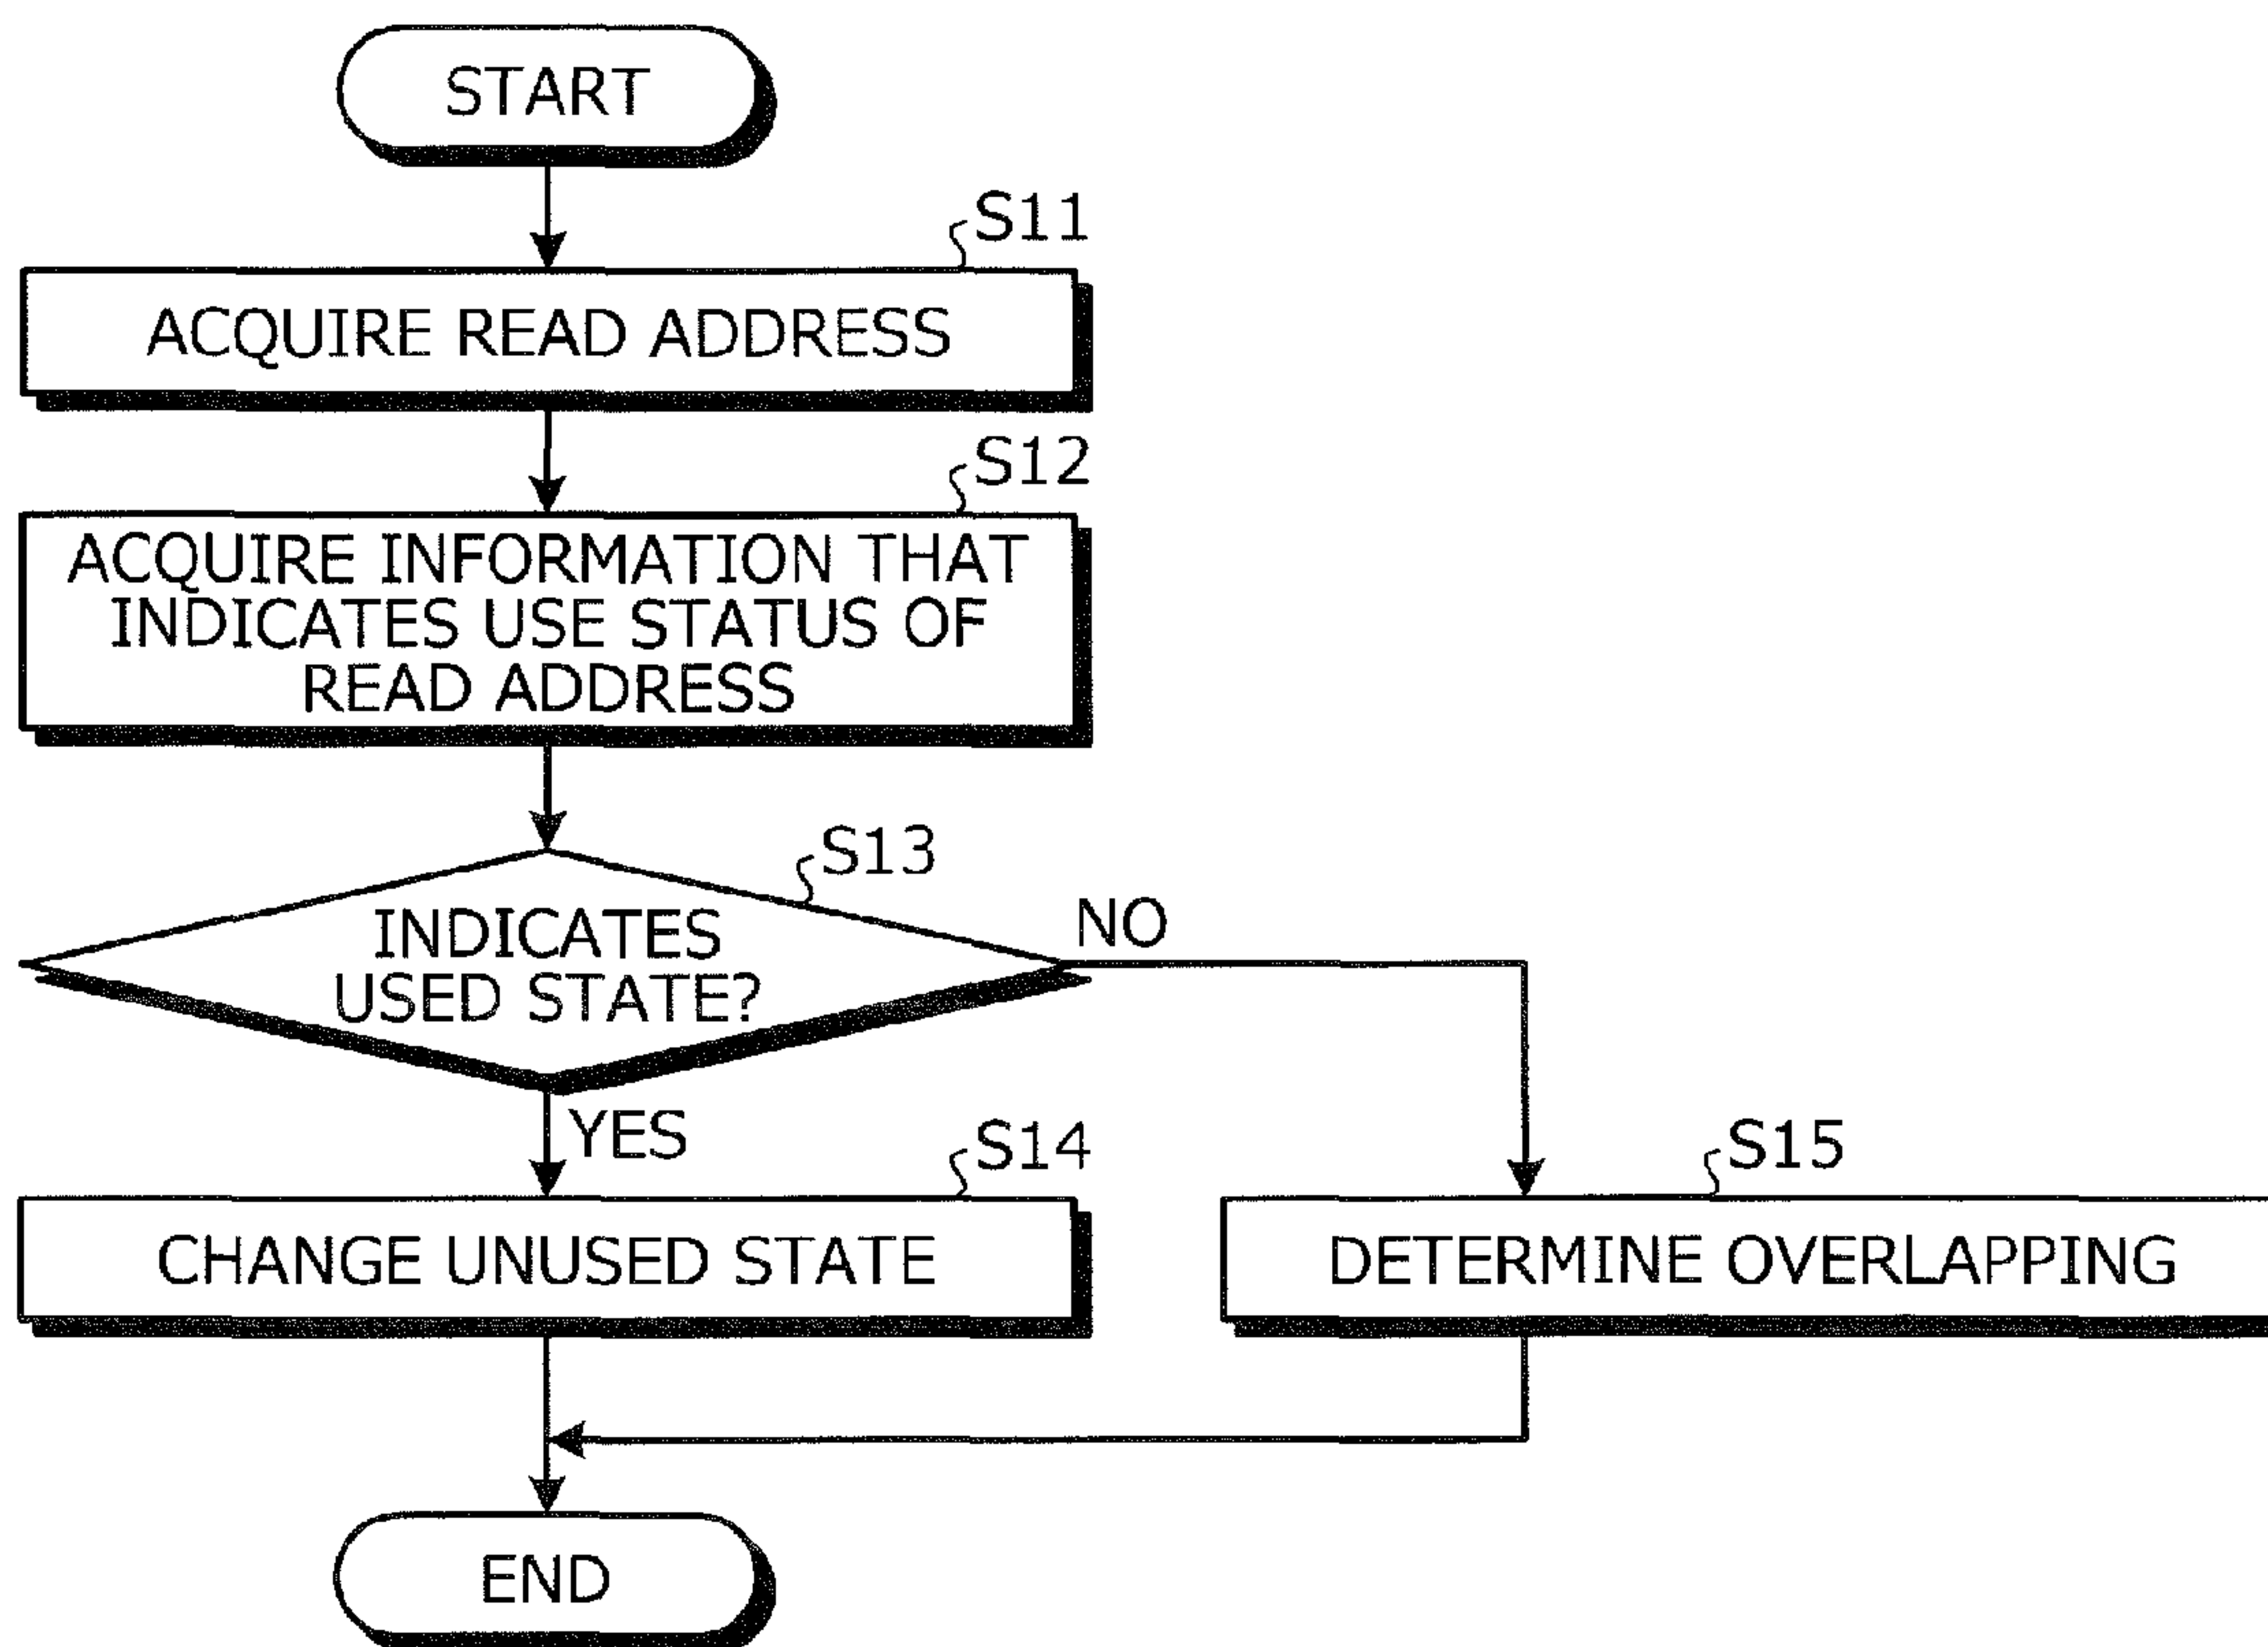 START
S11
ACQUIRE READ ADDRESS
S12
ACQUIRE INFORMATION THAT
INDICATES USE STATUS OF
READ ADDRESS
S13
INDICATES
USED STATE?
NO
YES
S14
CHANGE UNUSED STATE
S15
DETERMINE OVERLAPPING
END